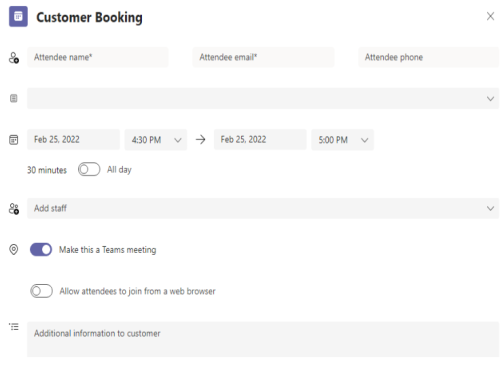 Customer Booking
Attendee name*
Attendee email*
Attendee phone
Feb 25, 2022 4:30 PM → Feb 25, 2022 5:00 PM
30 minutes All day
Add staff
Make this a Teams meeting
Allow attendees to join from a web browser
Additional information to customer